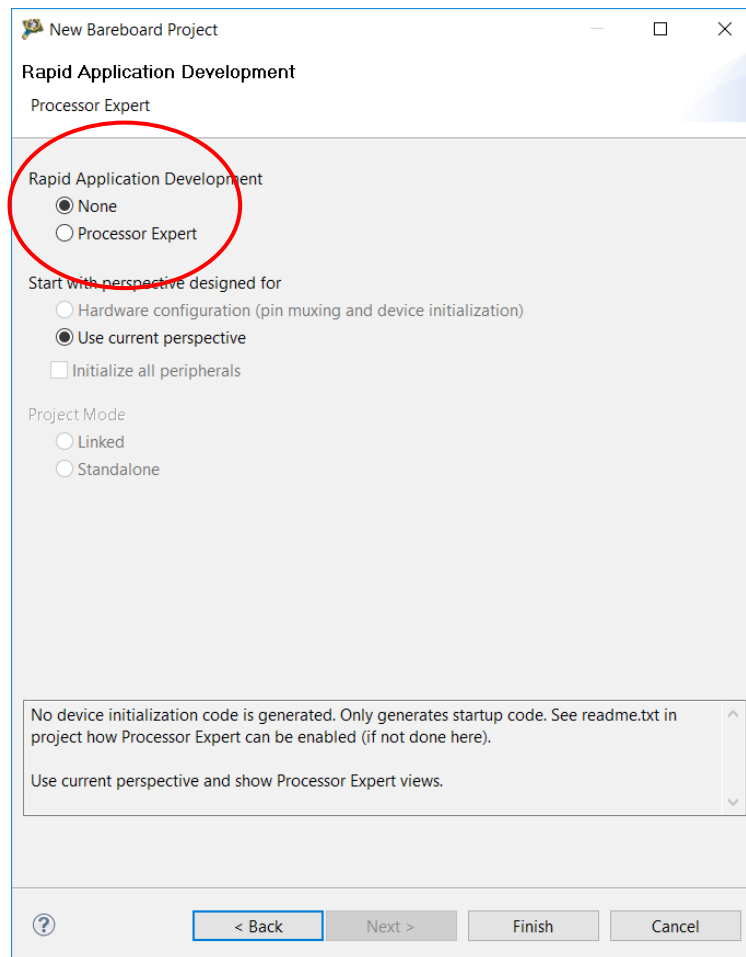 New Bareboard Project
Rapid Application Development
Processor Expert
Rapid Application Development
None
Processor Expert
Start with perspective designed for
Hardware configuration (pin muxing and device initialization)
Use current perspective
Initialize all peripherals
Project Mode
Linked
Standalone
No device initialization code is generated. Only generates startup code. See readme.txt in
project how Processor Expert can be enabled (if not done here).
Use current perspective and show Processor Expert views.
? < Back Next > Finish Cancel